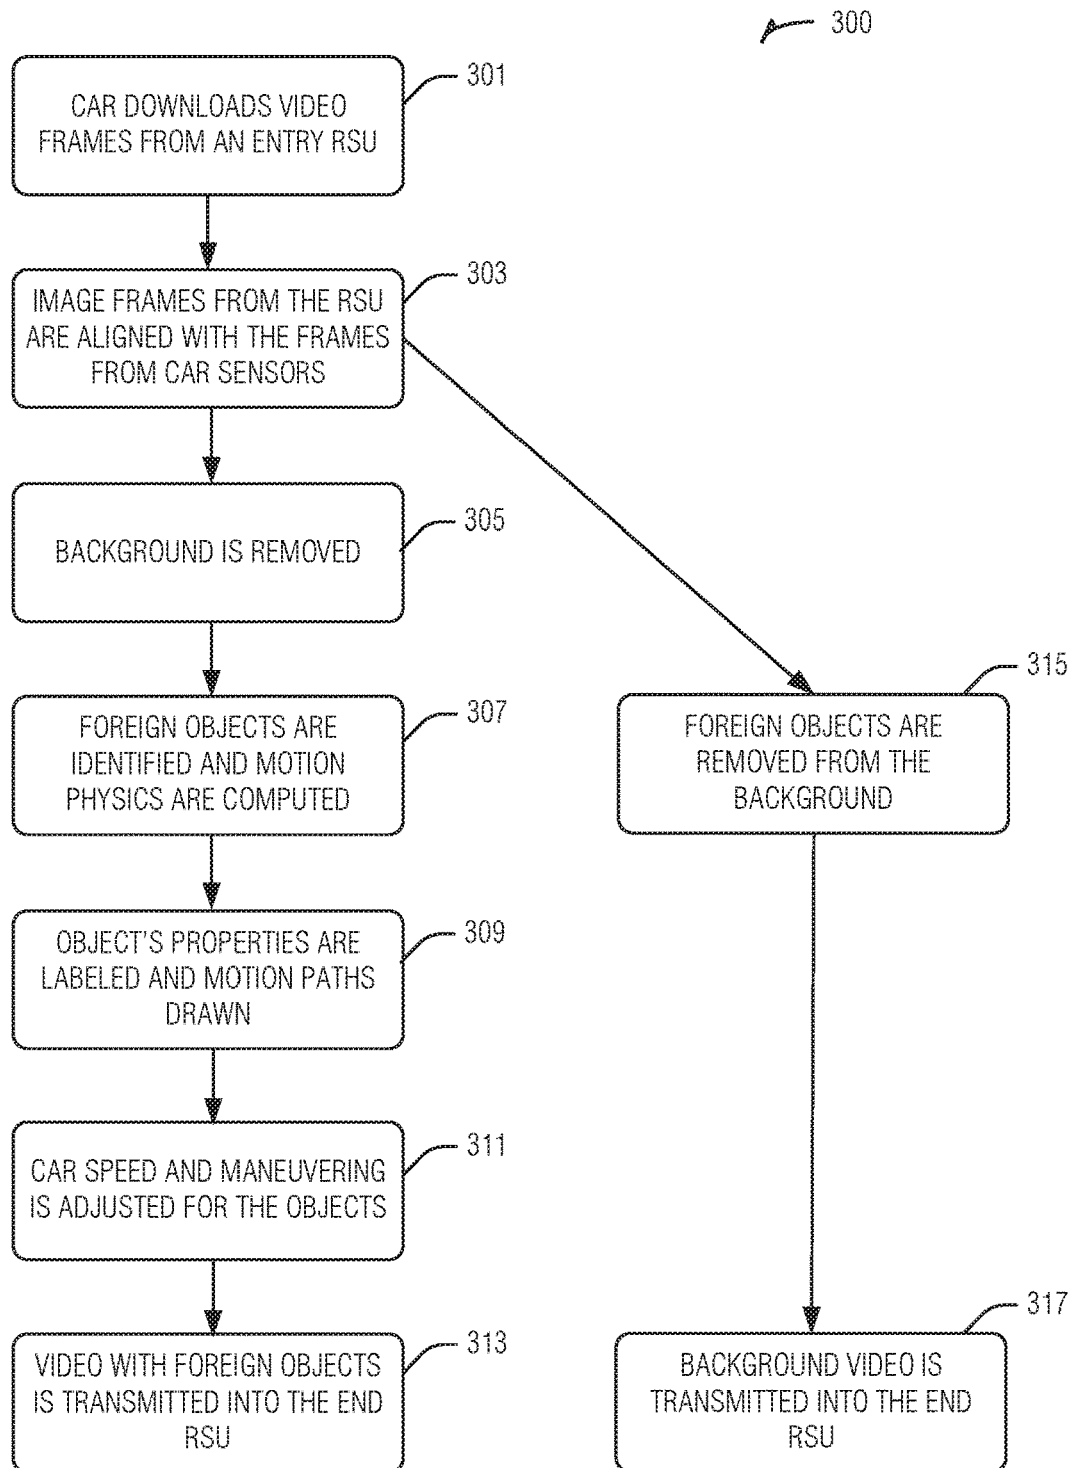 300
301
CAR DOWNLOADS VIDEO
FRAMES FROM AN ENTRY RSU
303
IMAGE FRAMES FROM THE RSU
ARE ALIGNED WITH THE FRAMES
FROM CAR SENSORS
305
BACKGROUND IS REMOVED
307
FOREIGN OBJECTS ARE
IDENTIFIED AND MOTION
PHYSICS ARE COMPUTED
309
OBJECT'S PROPERTIES ARE
LABELED AND MOTION PATHS
DRAWN
311
CAR SPEED AND MANEUVERING
IS ADJUSTED FOR THE OBJECTS
313
VIDEO WITH FOREIGN OBJECTS
IS TRANSMITTED INTO THE END
RSU
315
FOREIGN OBJECTS ARE
REMOVED FROM THE
BACKGROUND
317
BACKGROUND VIDEO IS
TRANSMITTED INTO THE END
RSU